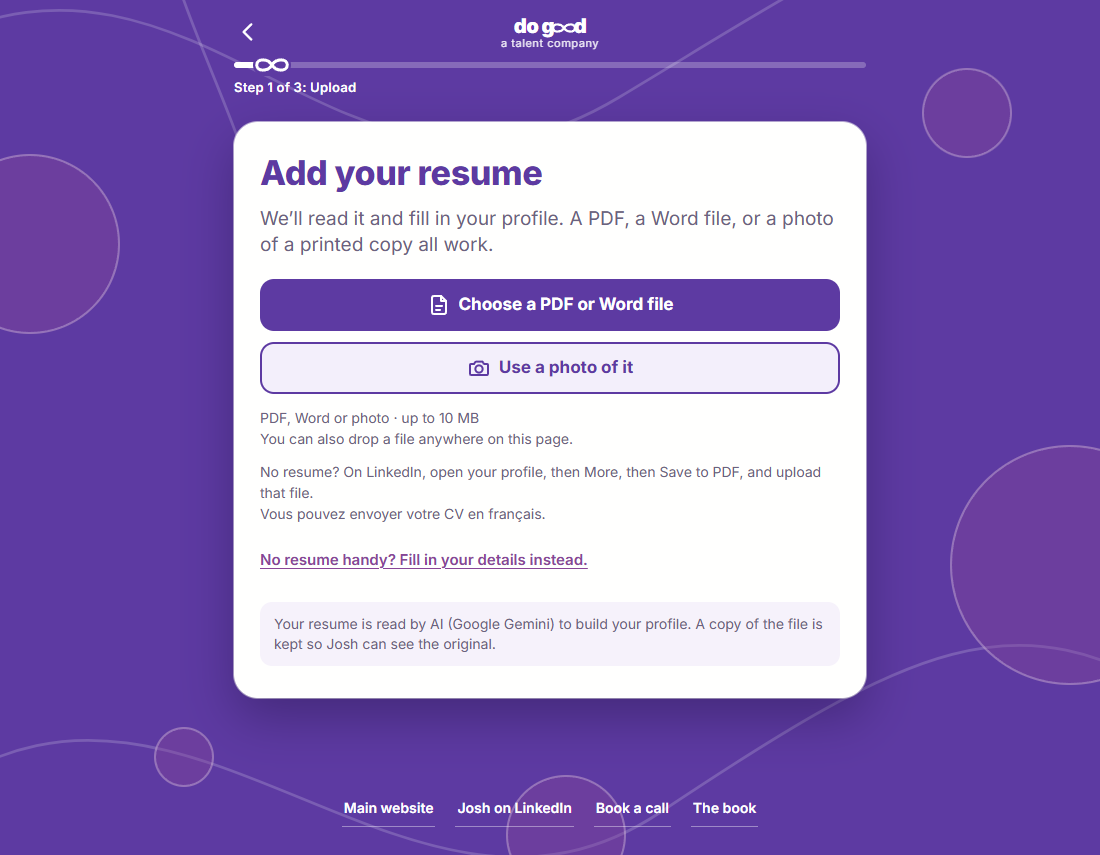 do good
a talent company
Step 1 of 3: Upload
Add your resume
We’ll read it and fill in your profile. A PDF, a Word file, or a photo
of a printed copy all work.
Choose a PDF or Word file
Use a photo of it
PDF, Word or photo · up to 10 MB
You can also drop a file anywhere on this page.
No resume? On LinkedIn, open your profile, then More, then Save to PDF, and upload
that file.
Vous pouvez envoyer votre CV en français.
No resume handy? Fill in your details instead.
Your resume is read by AI (Google Gemini) to build your profile. A copy of the file is
kept so Josh can see the original.
Main website Josh on LinkedIn Book a call The book